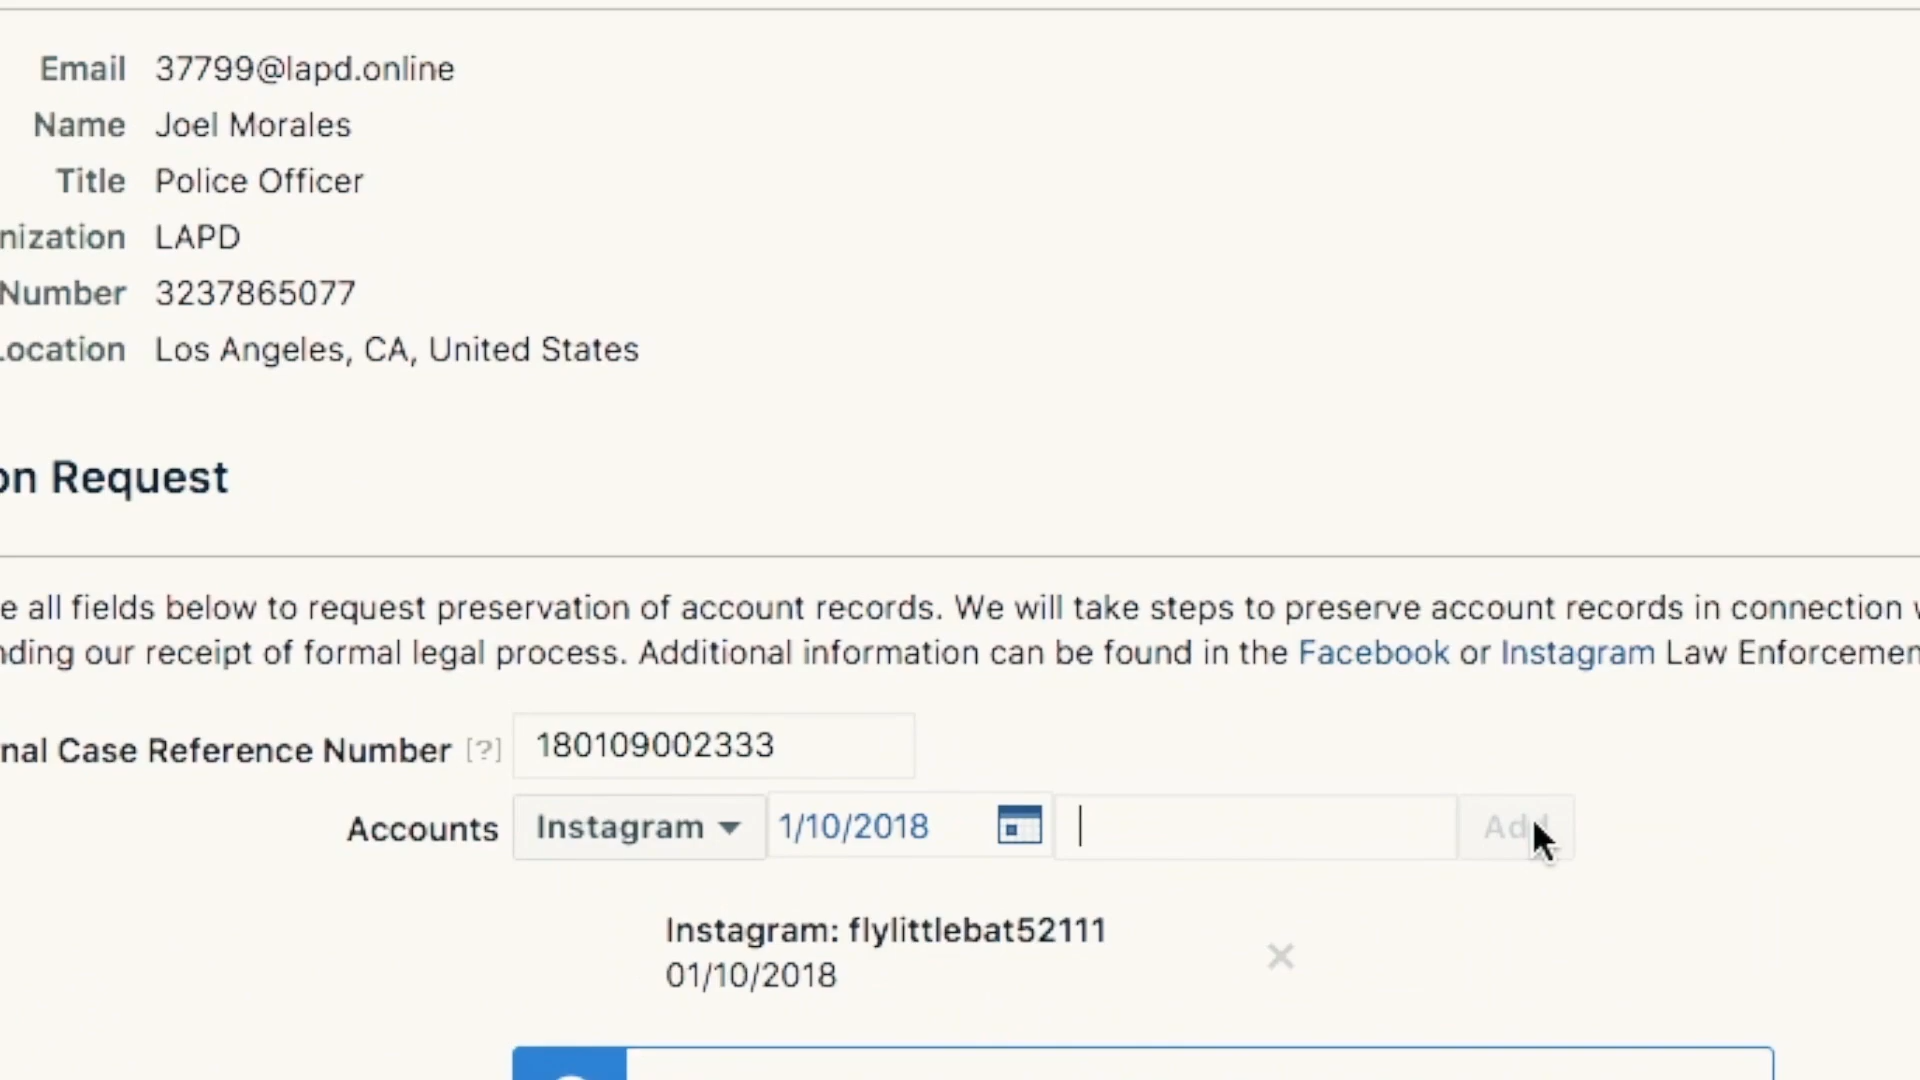 Email 37799@lapd.online
Name Joel Morales
Title Police Officer
nization LAPD
Number 3237865077
Location Los Angeles, CA, United States
on Request
e all fields below to request preservation of account records. We will take steps to preserve account records in connection
nding our receipt of formal legal process. Additional information can be found in the Facebook or Instagram Law Enforcemen
nal Case Reference Number [?] 180109002333
Accounts Instagram 1/10/2018 Add
Instagram: flylittlebat52111
01/10/2018